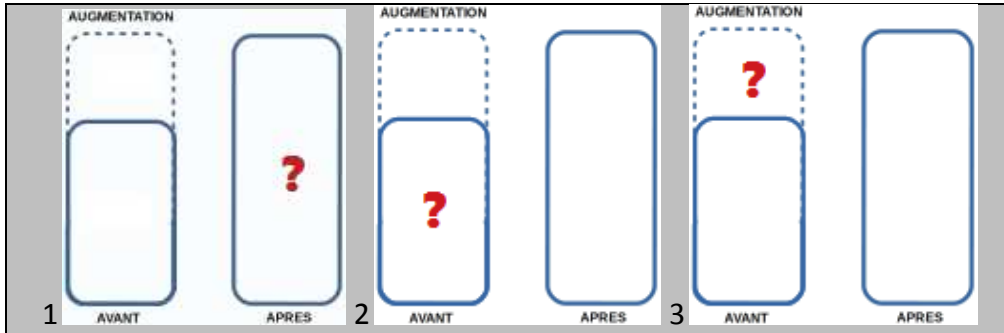 AUGMENTATION AUGMENTATION AUGMENTATION
? ? ?
1 AVANT APRES 2 AVANT APRES 3 AVANT APRES